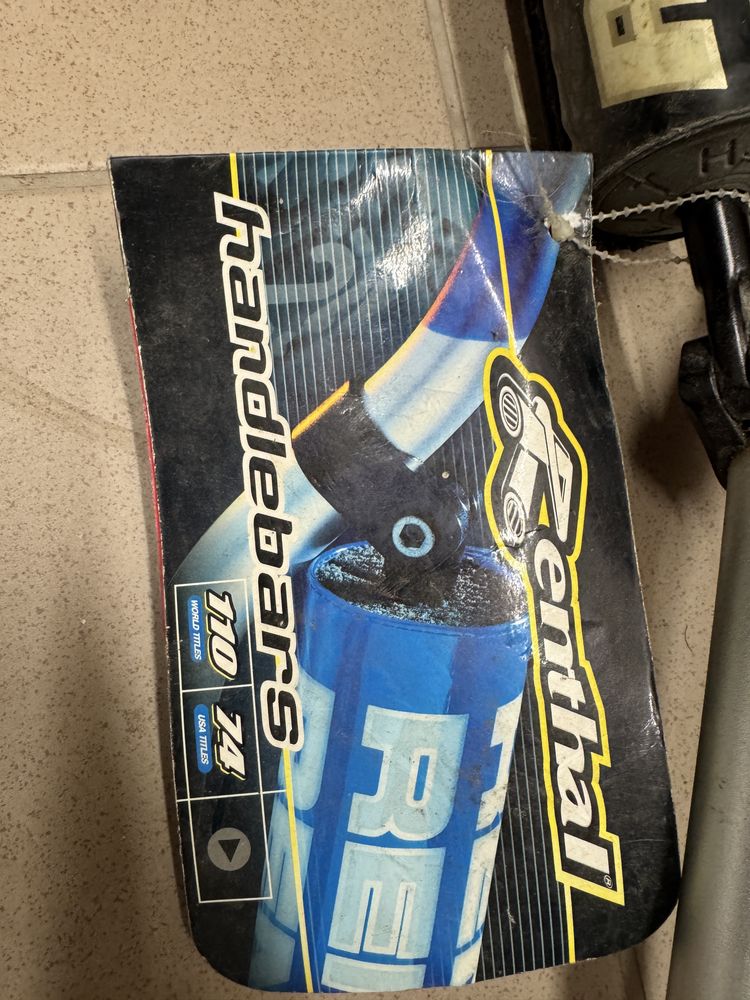 Renthal®
handlebars
110
WORLD TITLES
74
USA TITLES